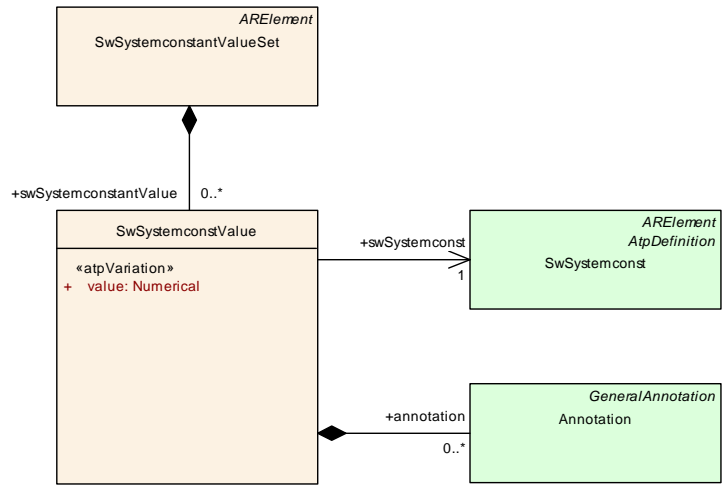 ARElement
SwSystemconstantValueSet
+swSystemconstantValue 0..*
SwSystemconstValue
«atpVariation»
+ value: Numerical
+swSystemconst
1
ARElement
AtpDefinition
SwSystemconst
+annotation
0..*
GeneralAnnotation
Annotation